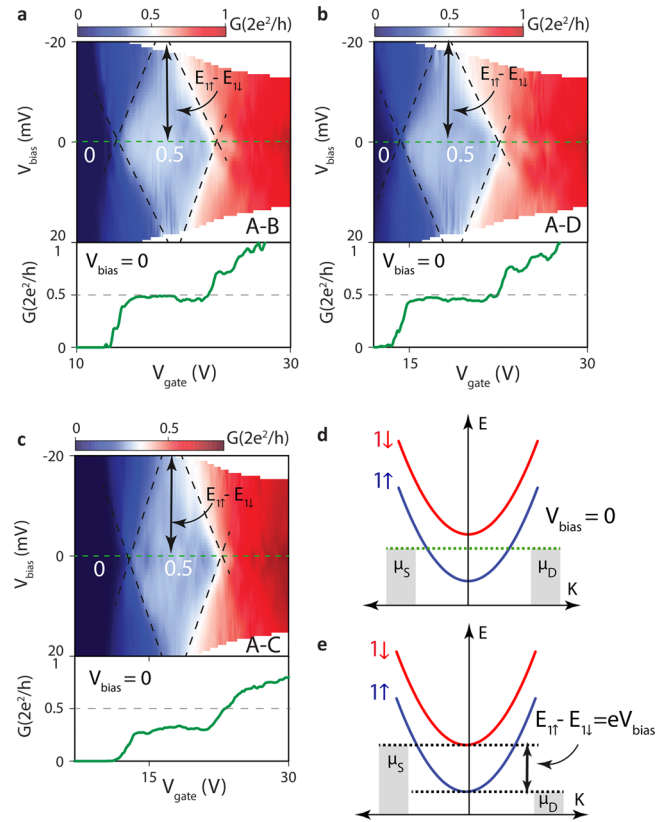 a
0
0.5
1
G(2e²/h)
-20
0
20
V_bias (mV)
E₁↑- E₁↓
0
0.5
A-B
V_bias = 0
1
0.5
0
G(2e²/h)
10
30
V_gate (V)
b
0
0.5
1
G(2e²/h)
-20
0
20
V_bias (mV)
E₁↑- E₁↓
0
0.5
A-D
V_bias = 0
1
0.5
0
G(2e²/h)
15
30
V_gate (V)
c
0
0.5
G(2e²/h)
-20
0
20
V_bias (mV)
E₁↑- E₁↓
0
0.5
A-C
V_bias = 0
1
0.5
0
G(2e²/h)
15
30
V_gate (V)
d
E
1↓
1↑
V_bias = 0
μ_S
μ_D
K
e
E
1↓
1↑
E₁↑- E₁↓=eV_bias
μ_S
μ_D
K